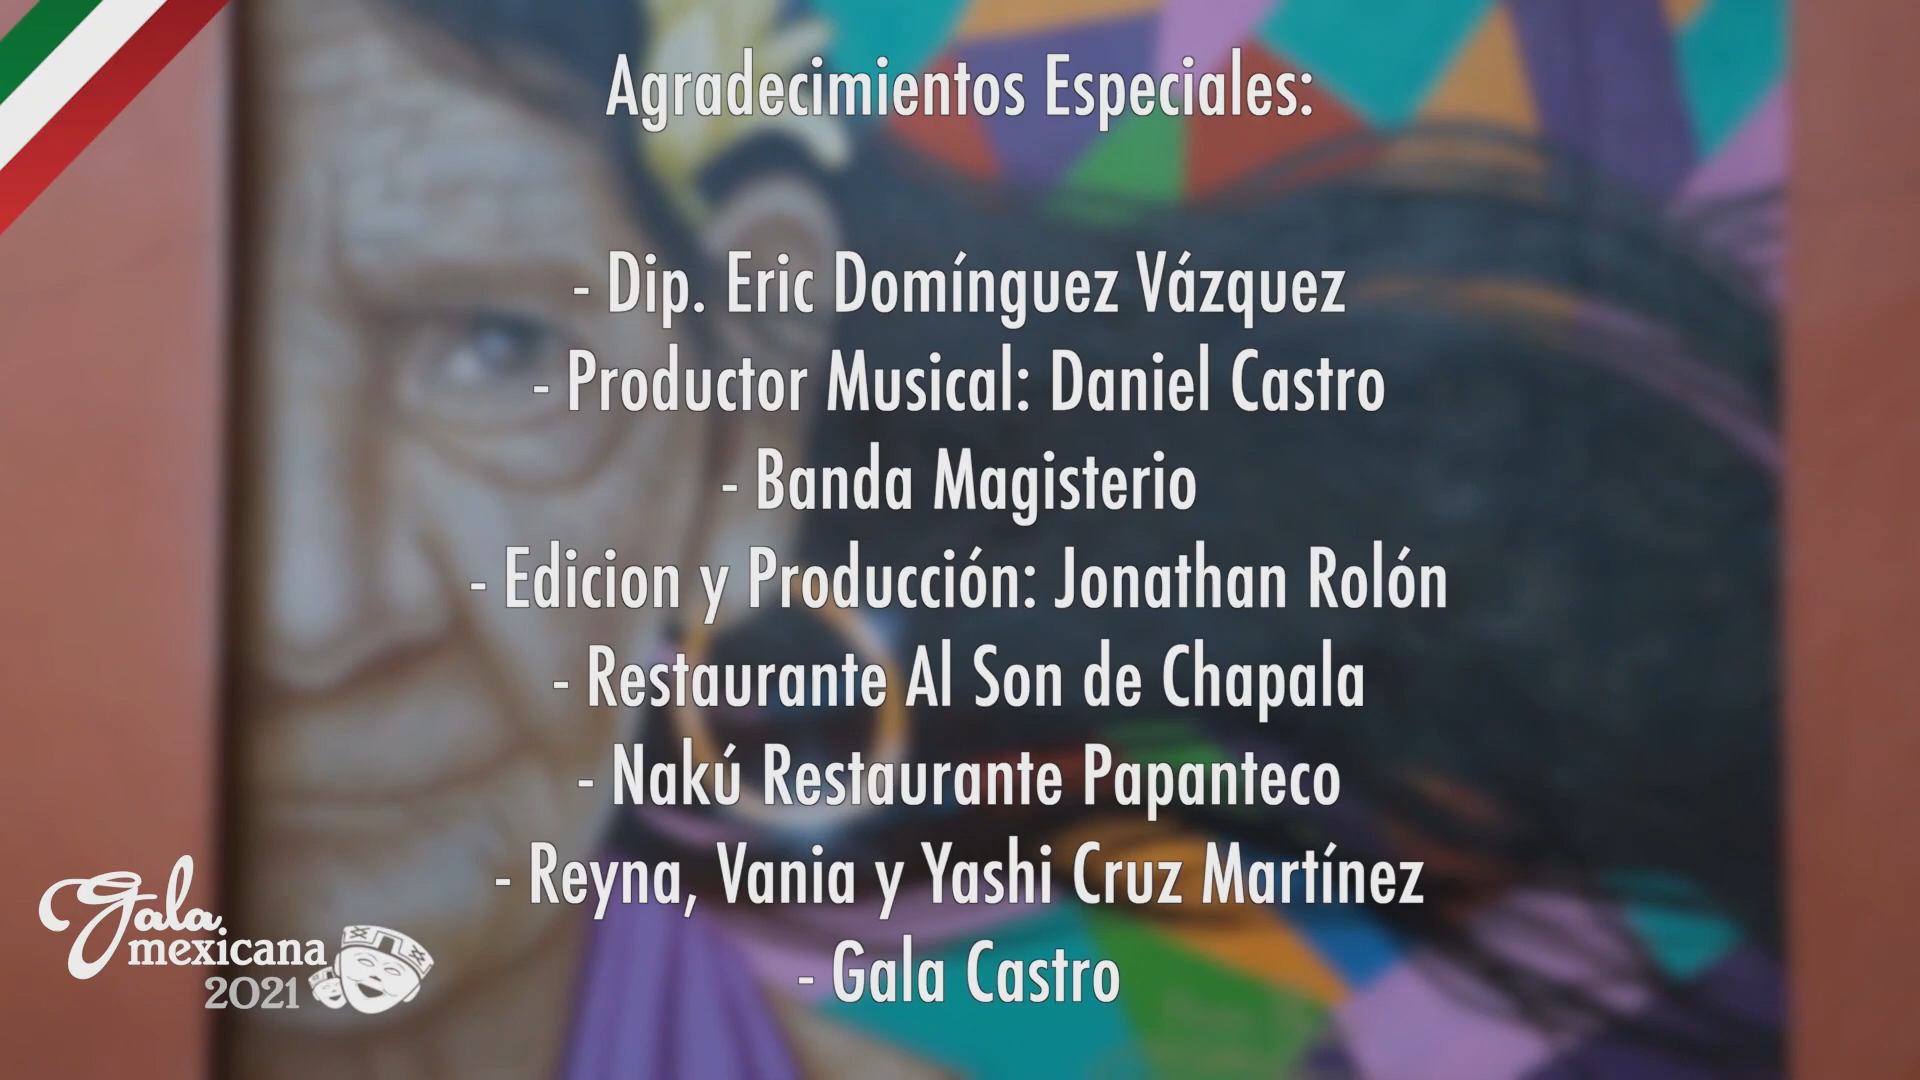 Agradecimientos Especiales:
- Dip. Eric Domínguez Vázquez
- Productor Musical: Daniel Castro
- Banda Magisterio
- Edicion y Producción: Jonathan Rolón
- Restaurante Al Son de Chapala
- Nakú Restaurante Papanteco
- Reyna, Vania y Yashi Cruz Martínez
- Gala Castro
Gala
mexicana
2021